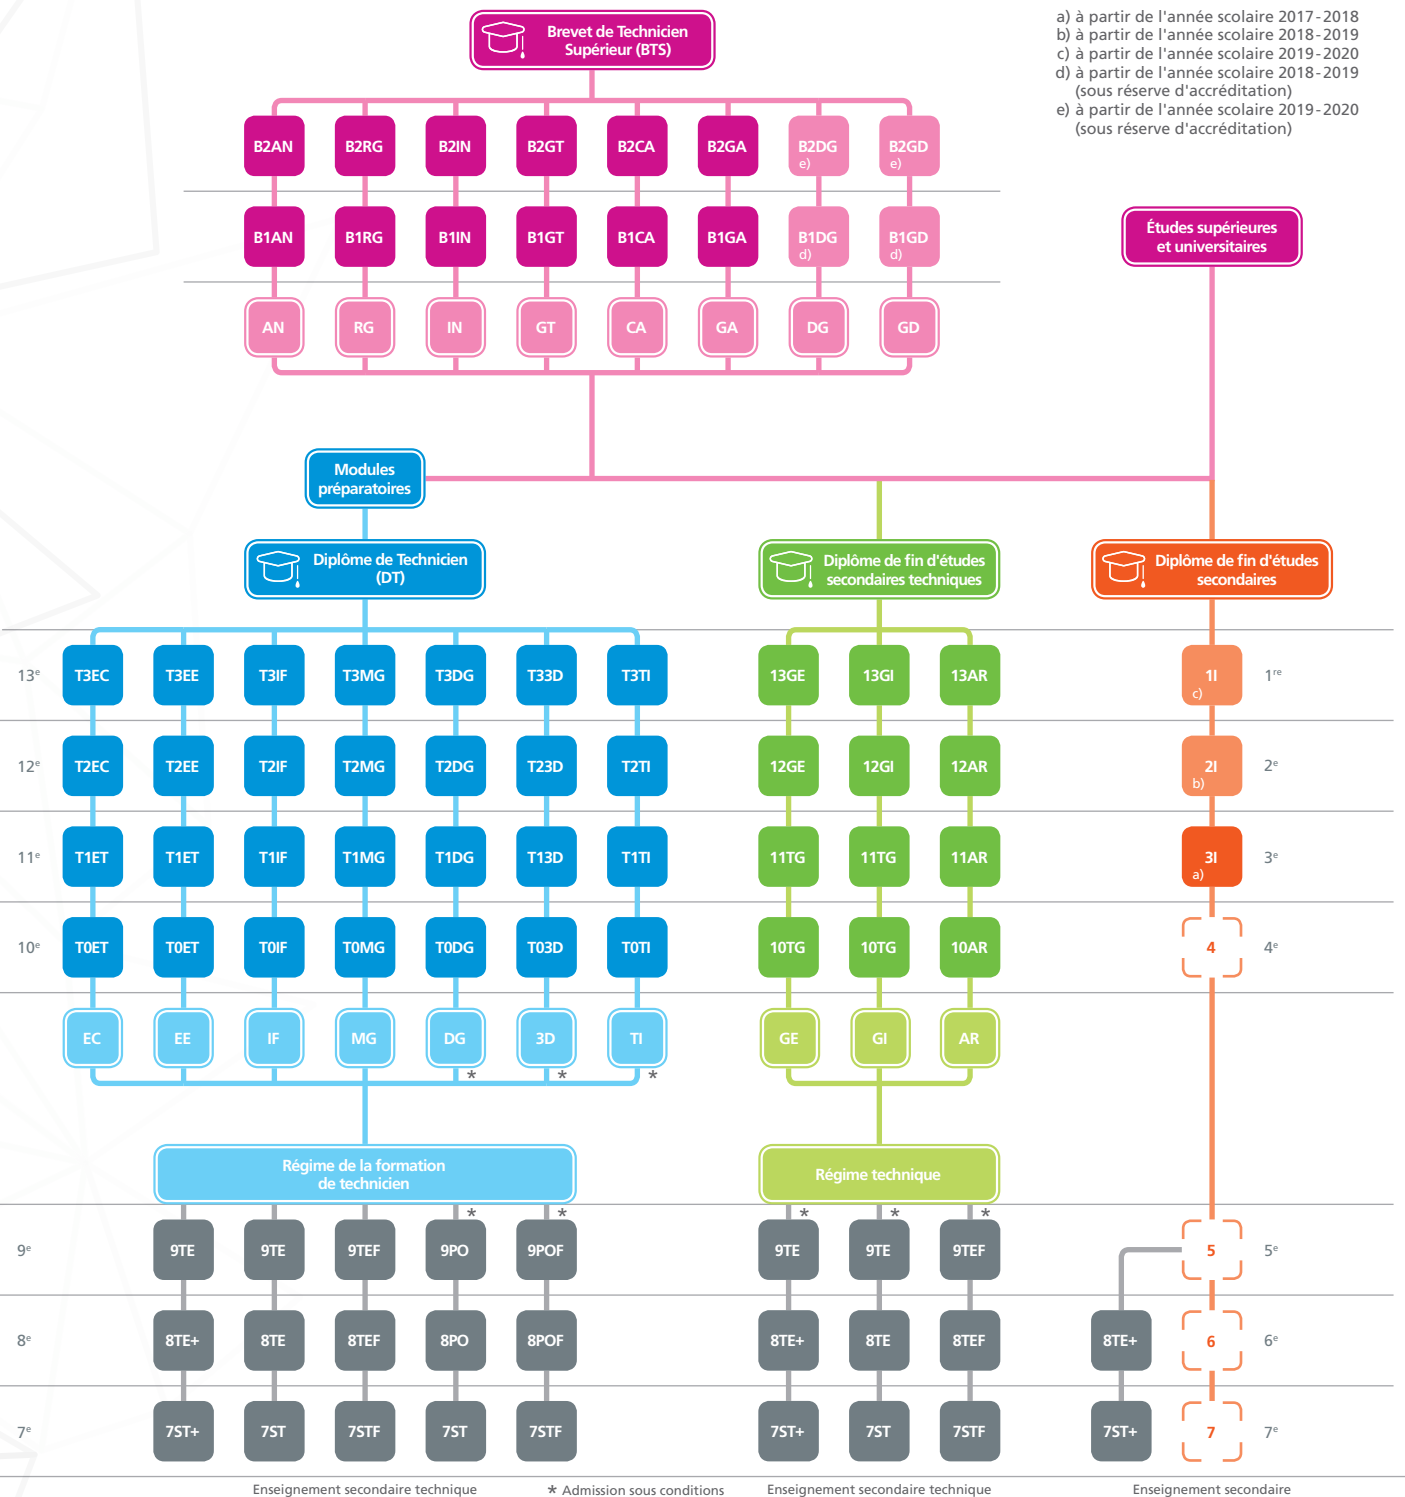 a) à partir de l'année scolaire 2017-2018
b) à partir de l'année scolaire 2018-2019
c) à partir de l'année scolaire 2019-2020
d) à partir de l'année scolaire 2018-2019
(sous réserve d'accréditation)
e) à partir de l'année scolaire 2019-2020
(sous réserve d'accréditation)
Brevet de Technicien
Supérieur (BTS)
B2AN B2RG B2IN B2GT B2CA B2GA B2DG B2GD
e) e)
B1AN B1RG B1IN B1GT B1CA B1GA B1DG B1GD
d) d)
Études supérieures
et universitaires
AN RG IN GT CA GA DG GD
Modules
préparatoires
Diplôme de Technicien
(DT)
Diplôme de fin d'études
secondaires techniques
Diplôme de fin d'études
secondaires
13e T3EC T3EE T3IF T3MG T3DG T33D T3TI 13GE 13GI 13AR 1I 1re
c)
12e T2EC T2EE T2IF T2MG T2DG T23D T2TI 12GE 12GI 12AR 2I 2e
b)
11e T1ET T1ET T1IF T1MG T1DG T13D T1TI 11TG 11TG 11AR 3I 3e
a)
10e T0ET T0ET T0IF T0MG T0DG T03D T0TI 10TG 10TG 10AR 4 4e
EC EE IF MG DG 3D TI GE GI AR
* * *
Régime de la formation
de technicien
Régime technique
* * * * *
9e 9TE 9TE 9TEF 9PO 9POF 9TE 9TE 9TEF 5 5e
8e 8TE+ 8TE 8TEF 8PO 8POF 8TE+ 8TE 8TEF 8TE+ 6 6e
7e 7ST+ 7ST 7STF 7ST 7STF 7ST+ 7ST 7STF 7ST+ 7 7e
Enseignement secondaire technique * Admission sous conditions Enseignement secondaire technique Enseignement secondaire